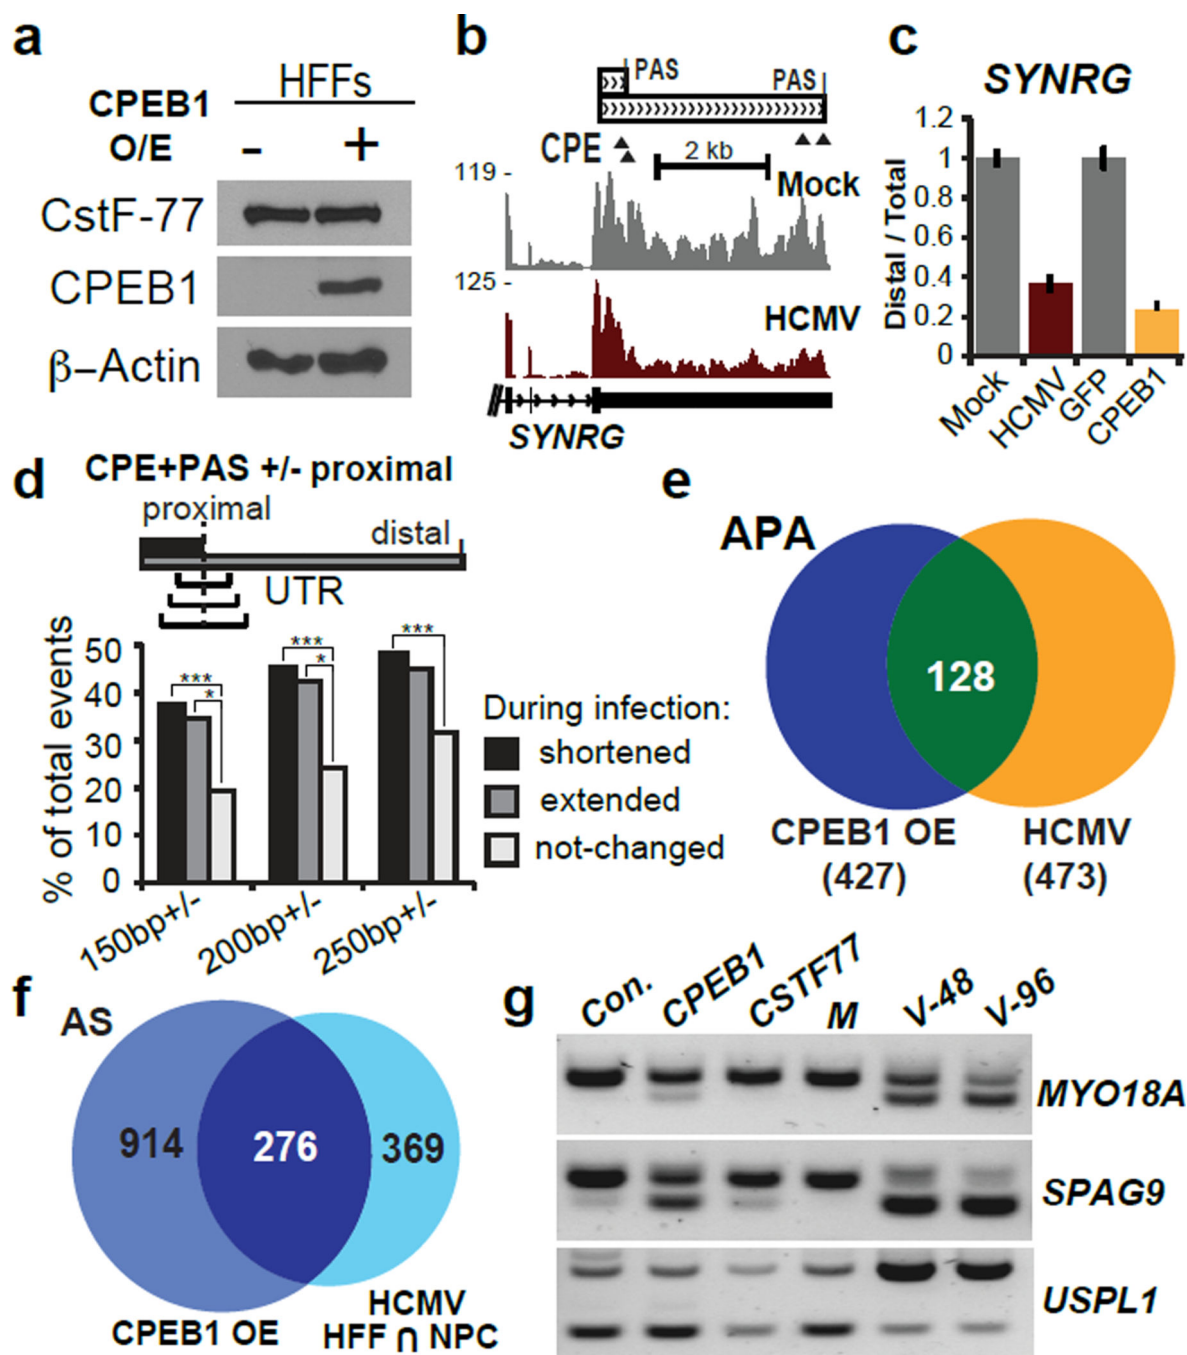 a
HFFs
CPEB1
O/E
- +
CstF-77
CPEB1
β–Actin
b
PAS
PAS
CPE
2 kb
119 -
Mock
125 -
HCMV
SYNRG
c
SYNRG
Distal / Total
1.2
1
0.8
0.6
0.4
0.2
0
Mock
HCMV
GFP
CPEB1
d
CPE+PAS +/- proximal
proximal
distal
UTR
% of total events
50
40
30
20
10
0
***
*
***
*
***
150bp+/-
200bp+/-
250bp+/-
During infection:
shortened
extended
not-changed
e
APA
128
CPEB1 OE
(427)
HCMV
(473)
f
AS
914
276
369
CPEB1 OE
HCMV
HFF ∩ NPC
g
Con.
CPEB1
CSTF77
M
V-48
V-96
MYO18A
SPAG9
USPL1